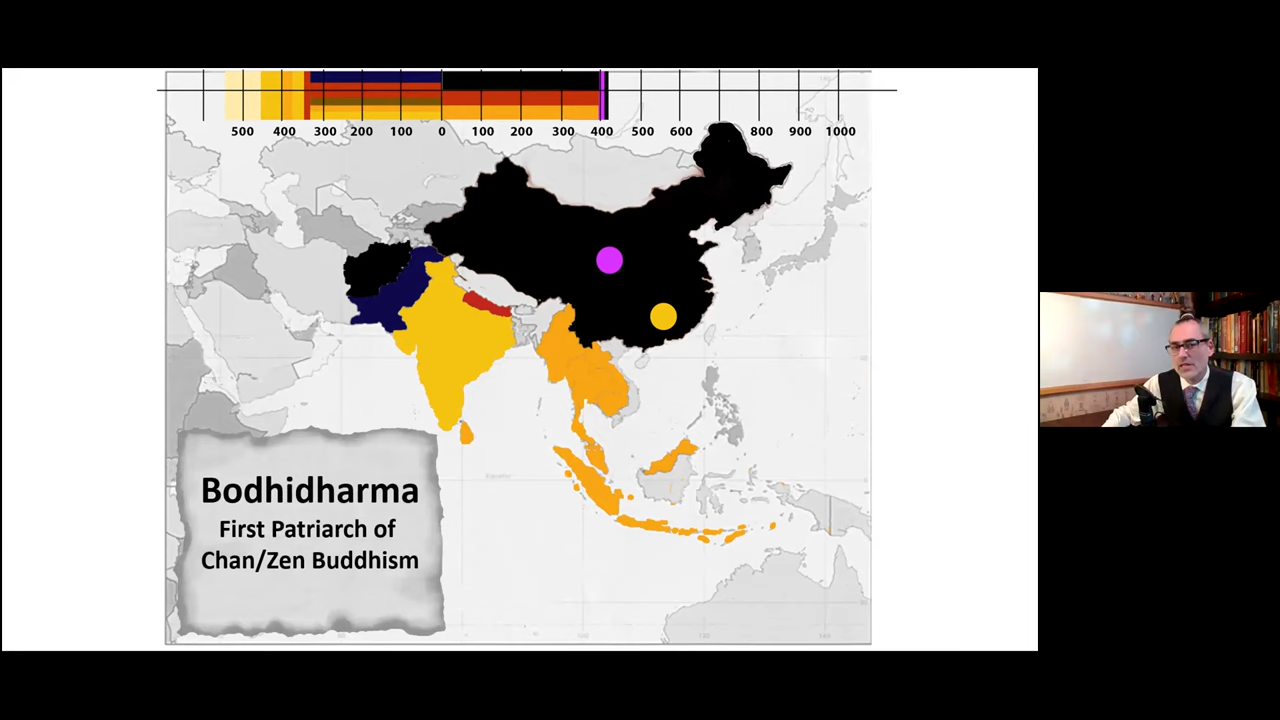 500 400 300 200 100 0 100 200 300 400 500 600 800 900 1000
Equator
Bodhidharma
First Patriarch of
Chan/Zen Buddhism